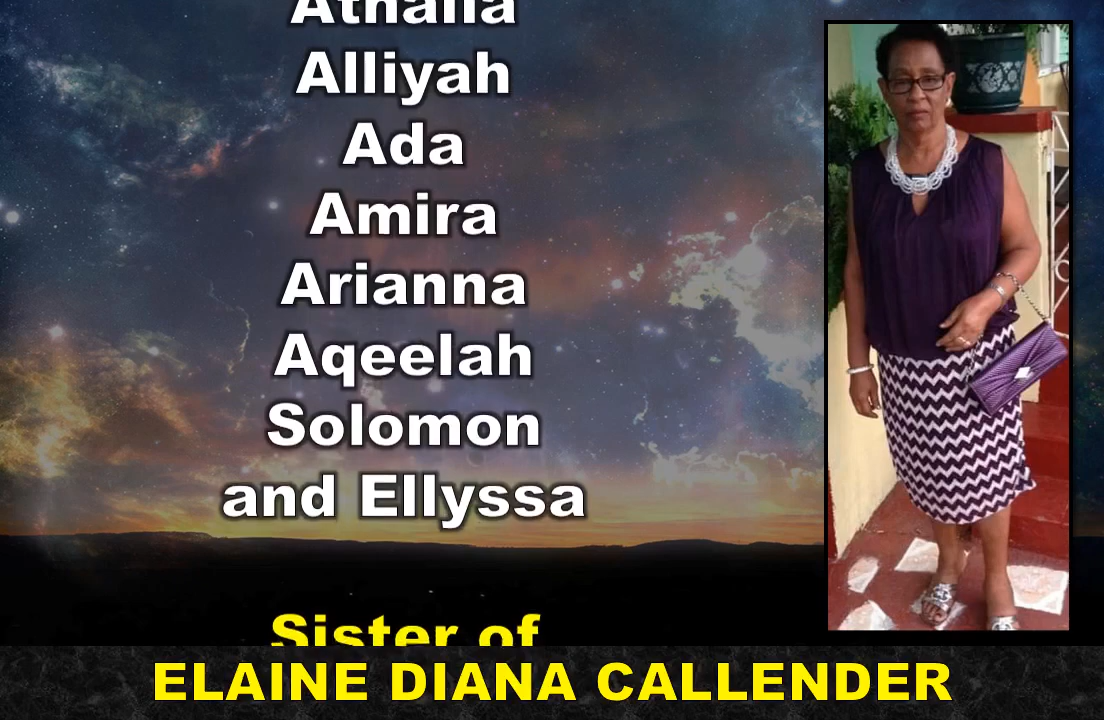 Athalia
Alliyah
Ada
Amira
Arianna
Aqeelah
Solomon
and Ellyssa
Sister of
ELAINE DIANA CALLENDER